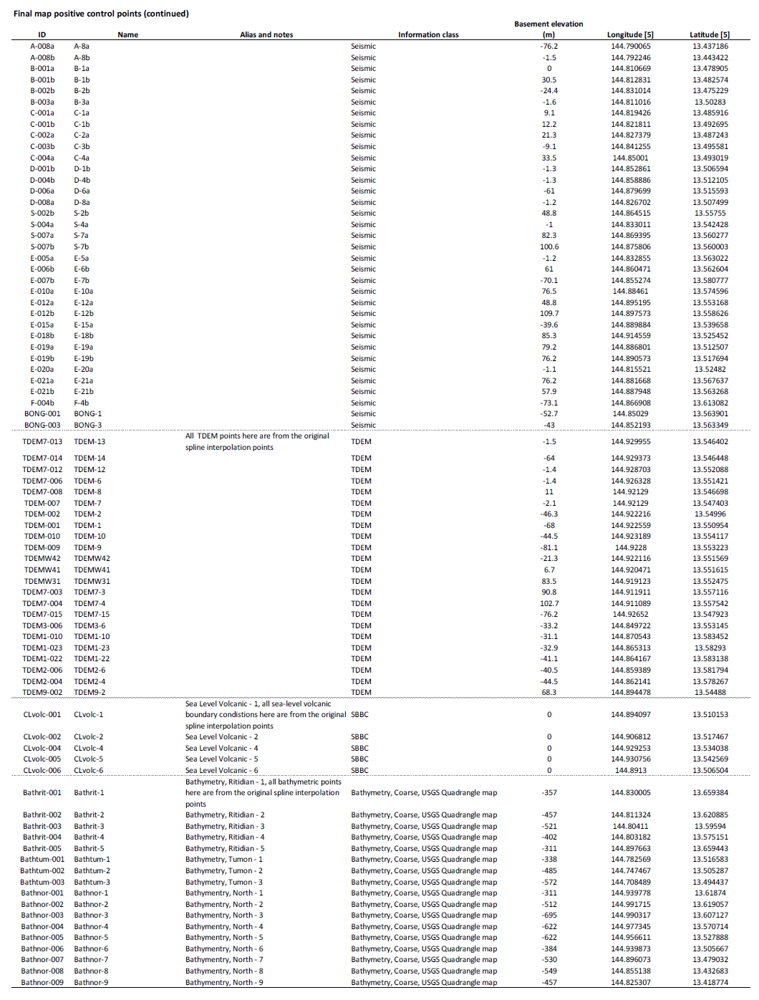 Final map positive control points (continued)
Basement elevation
ID Name Alias and notes Information class (m) Longitude [5] Latitude [5]
A-008a A-8a Seismic -76.2 144.790065 13.437186
A-008b A-8b Seismic -1.5 144.792246 13.443422
B-001a B-1a Seismic 0 144.810669 13.478905
B-001b B-1b Seismic 30.5 144.812831 13.482574
B-002b B-2b Seismic -24.4 144.831014 13.475229
B-003a B-3a Seismic -1.6 144.811016 13.50283
C-001a C-1a Seismic 9.1 144.819426 13.485916
C-001b C-1b Seismic 12.2 144.821811 13.492695
C-002a C-2a Seismic 21.3 144.827379 13.487243
C-003b C-3b Seismic -9.1 144.841255 13.495581
C-004a C-4a Seismic 33.5 144.85001 13.493019
D-001b D-1b Seismic -1.3 144.852861 13.506594
D-004b D-4b Seismic -1.3 144.858886 13.512105
D-006a D-6a Seismic -61 144.879699 13.515593
D-008a D-8a Seismic -1.2 144.826702 13.507499
S-002b S-2b Seismic 48.8 144.864515 13.55755
S-004a S-4a Seismic -1 144.833011 13.542428
S-007a S-7a Seismic 82.3 144.869395 13.560277
S-007b S-7b Seismic 100.6 144.875806 13.560003
E-005a E-5a Seismic -1.2 144.832855 13.563022
E-006b E-6b Seismic 61 144.860471 13.562604
E-007b E-7b Seismic -70.1 144.855274 13.580777
E-010a E-10a Seismic 76.5 144.88461 13.574596
E-012a E-12a Seismic 48.8 144.895195 13.553168
E-012b E-12b Seismic 109.7 144.897573 13.558626
E-015a E-15a Seismic -39.6 144.889884 13.539658
E-018b E-18b Seismic 85.3 144.914559 13.525452
E-019a E-19a Seismic 79.2 144.886801 13.512507
E-019b E-19b Seismic 76.2 144.890573 13.517694
E-020a E-20a Seismic -1.1 144.815521 13.52482
E-021a E-21a Seismic 76.2 144.881668 13.567637
E-021b E-21b Seismic 57.9 144.887948 13.563268
F-004b F-4b Seismic -73.1 144.866908 13.613082
BONG-001 BONG-1 Seismic -52.7 144.85029 13.563901
BONG-003 BONG-3 Seismic -43 144.852193 13.563349
All TDEM points here are from the original
TDEM7-013 TDEM-13 TDEM -1.5 144.929955 13.546402
spline interpolation points
TDEM7-014 TDEM-14 TDEM -64 144.929373 13.546448
TDEM7-012 TDEM-12 TDEM -1.4 144.928703 13.552088
TDEM7-006 TDEM-6 TDEM -1.4 144.926328 13.551421
TDEM7-008 TDEM-8 TDEM 11 144.92129 13.546698
TDEM-007 TDEM-7 TDEM -2.1 144.92129 13.547403
TDEM-002 TDEM-2 TDEM -46.3 144.922216 13.54996
TDEM-001 TDEM-1 TDEM -68 144.922559 13.550954
TDEM-010 TDEM-10 TDEM -44.5 144.923189 13.554117
TDEM-009 TDEM-9 TDEM -81.1 144.9228 13.553223
TDEMW42 TDEMW42 TDEM -21.3 144.922116 13.551569
TDEMW41 TDEMW41 TDEM 6.7 144.920471 13.551615
TDEMW31 TDEMW31 TDEM 83.5 144.919123 13.552475
TDEM7-003 TDEM7-3 TDEM 90.8 144.911911 13.557116
TDEM7-004 TDEM7-4 TDEM 102.7 144.911089 13.557542
TDEM7-015 TDEM7-15 TDEM -76.2 144.92652 13.547923
TDEM3-006 TDEM3-6 TDEM -33.2 144.849722 13.553145
TDEM1-010 TDEM1-10 TDEM -31.1 144.870543 13.583452
TDEM1-023 TDEM1-23 TDEM -32.9 144.865313 13.58293
TDEM1-022 TDEM1-22 TDEM -41.1 144.864167 13.583138
TDEM2-006 TDEM2-6 TDEM -40.5 144.859389 13.581794
TDEM2-004 TDEM2-4 TDEM -44.5 144.862141 13.578267
TDEM9-002 TDEM9-2 TDEM 68.3 144.894478 13.54488
Sea Level Volcanic - 1, all sea-level volcanic
CLvolc-001 CLvolc-1 boundary condistions here are from the original SBBC 0 144.894097 13.510153
spline interpolation points
CLvolc-002 CLvolc-2 Sea Level Volcanic - 2 SBBC 0 144.906812 13.517467
CLvolc-004 CLvolc-4 Sea Level Volcanic - 4 SBBC 0 144.929253 13.534038
CLvolc-005 CLvolc-5 Sea Level Volcanic - 5 SBBC 0 144.930756 13.542569
CLvolc-006 CLvolc-6 Sea Level Volcanic - 6 SBBC 0 144.8913 13.506504
Bathymetry, Ritidian - 1, all bathymetric points
Bathrit-001 Bathrit-1 here are from the original spline interpolation Bathymetry, Coarse, USGS Quadrangle map -357 144.830005 13.659384
points
Bathrit-002 Bathrit-2 Bathymetry, Ritidian - 2 Bathymetry, Coarse, USGS Quadrangle map -457 144.811324 13.620885
Bathrit-003 Bathrit-3 Bathymetry, Ritidian - 3 Bathymetry, Coarse, USGS Quadrangle map -521 144.80411 13.59594
Bathrit-004 Bathrit-4 Bathymetry, Ritidian - 4 Bathymetry, Coarse, USGS Quadrangle map -402 144.803182 13.575151
Bathrit-005 Bathrit-5 Bathymetry, Ritidian - 5 Bathymetry, Coarse, USGS Quadrangle map -311 144.897663 13.659443
Bathtum-001 Bathtum-1 Bathymetry, Tumon - 1 Bathymetry, Coarse, USGS Quadrangle map -338 144.782569 13.516583
Bathtum-002 Bathtum-2 Bathymetry, Tumon - 2 Bathymetry, Coarse, USGS Quadrangle map -485 144.747467 13.505287
Bathtum-003 Bathtum-3 Bathymetry, Tumon - 3 Bathymetry, Coarse, USGS Quadrangle map -572 144.708489 13.494437
Bathnor-001 Bathnor-1 Bathymentry, North - 1 Bathymetry, Coarse, USGS Quadrangle map -311 144.939778 13.61874
Bathnor-002 Bathnor-2 Bathymentry, North - 2 Bathymetry, Coarse, USGS Quadrangle map -512 144.991715 13.619057
Bathnor-003 Bathnor-3 Bathymentry, North - 3 Bathymetry, Coarse, USGS Quadrangle map -695 144.990317 13.607127
Bathnor-004 Bathnor-4 Bathymentry, North - 4 Bathymetry, Coarse, USGS Quadrangle map -622 144.977345 13.570714
Bathnor-005 Bathnor-5 Bathymentry, North - 5 Bathymetry, Coarse, USGS Quadrangle map -622 144.956611 13.527888
Bathnor-006 Bathnor-6 Bathymentry, North - 6 Bathymetry, Coarse, USGS Quadrangle map -384 144.939873 13.505667
Bathnor-007 Bathnor-7 Bathymentry, North - 7 Bathymetry, Coarse, USGS Quadrangle map -530 144.896073 13.479032
Bathnor-008 Bathnor-8 Bathymentry, North - 8 Bathymetry, Coarse, USGS Quadrangle map -549 144.855138 13.432683
Bathnor-009 Bathnor-9 Bathymentry, North - 9 Bathymetry, Coarse, USGS Quadrangle map -457 144.825307 13.418774